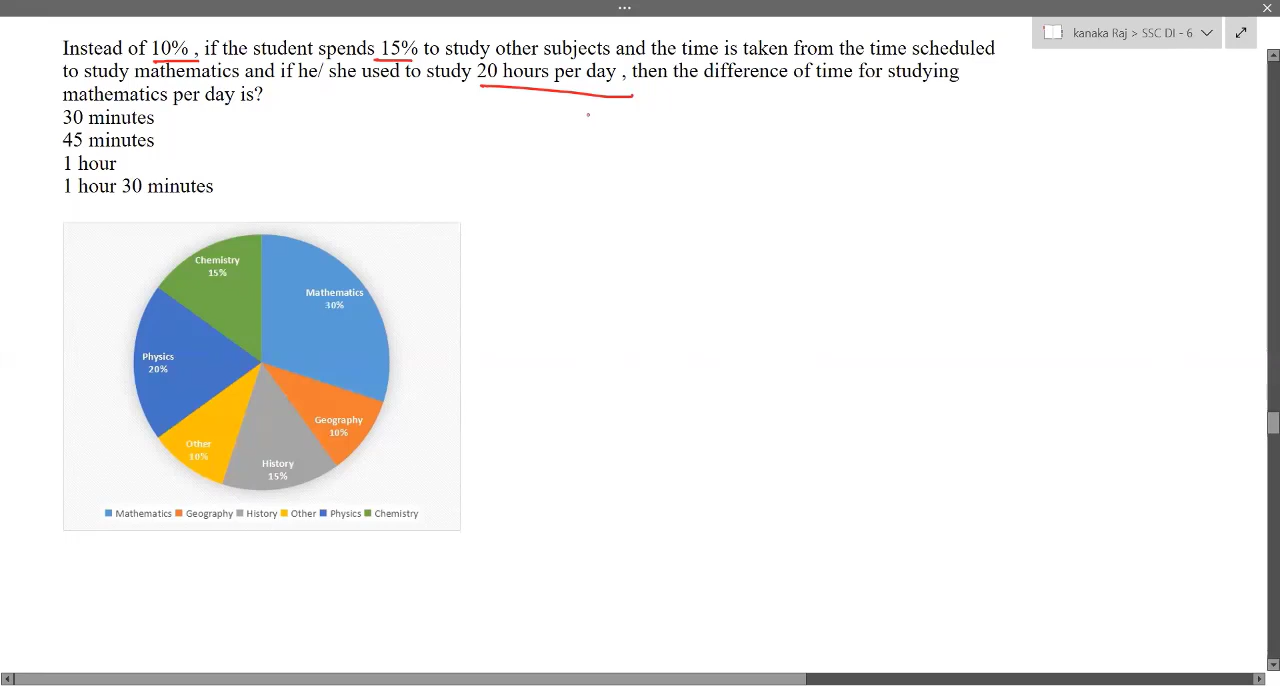 kanaka Raj > SSC DI - 6
Instead of 10% , if the student spends 15% to study other subjects and the time is taken from the time scheduled
to study mathematics and if he/ she used to study 20 hours per day , then the difference of time for studying
mathematics per day is?
30 minutes
45 minutes
1 hour
1 hour 30 minutes
Chemistry
15%
Mathematics
30%
Physics
20%
Geography
10%
Other
10%
History
15%
Mathematics Geography History Other Physics Chemistry